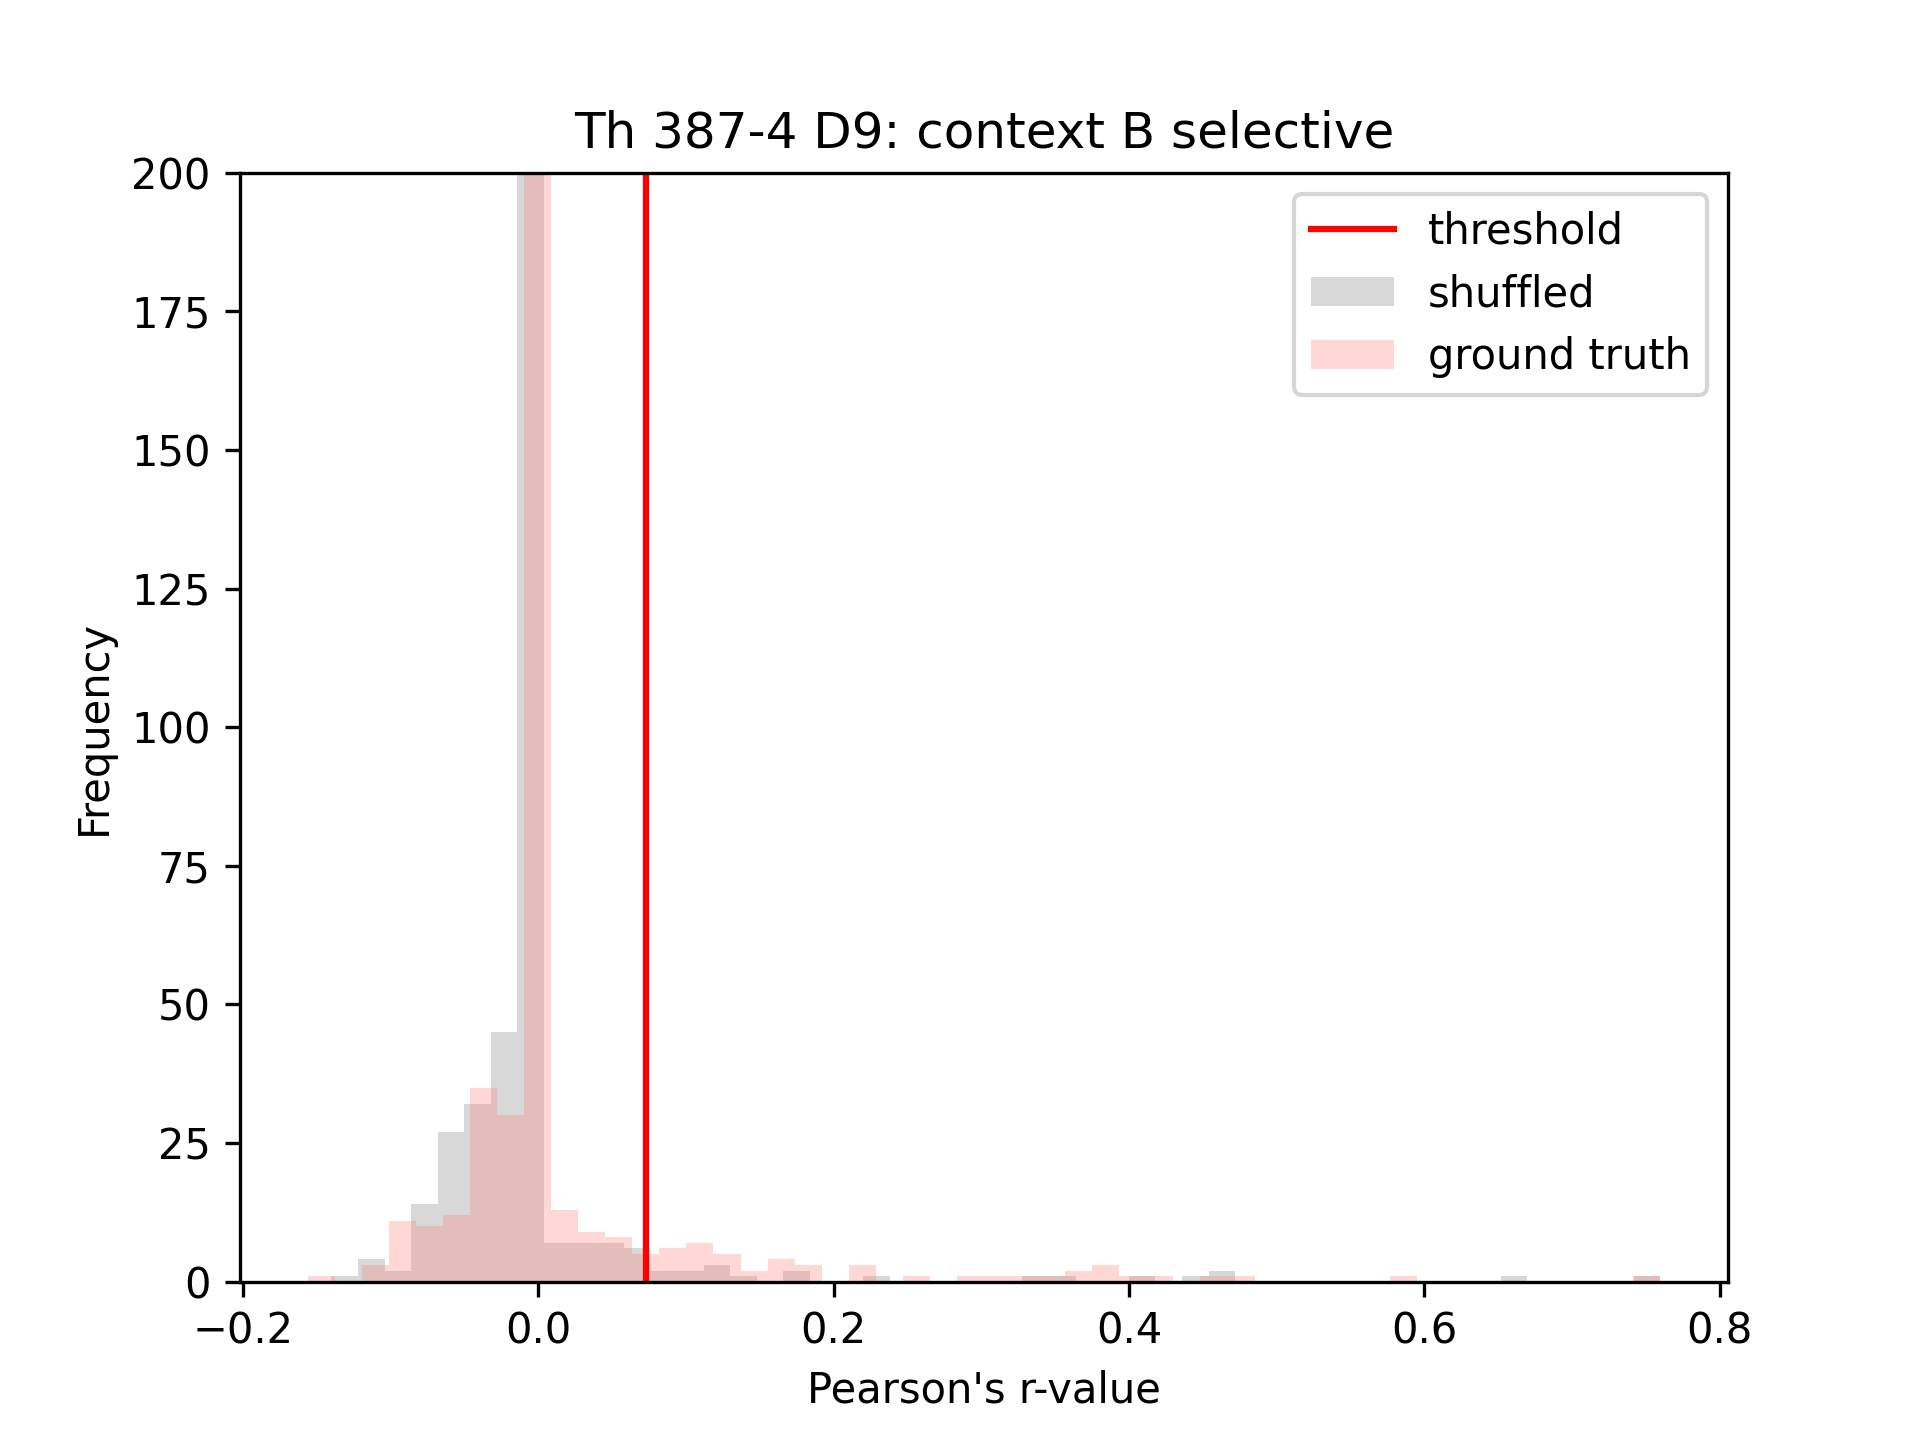 Th 387-4 D9: context B selective
200
175
150
125
100
75
50
25
0
Frequency
threshold
shuffled
ground truth
−0.2 0.0 0.2 0.4 0.6 0.8
Pearson's r-value